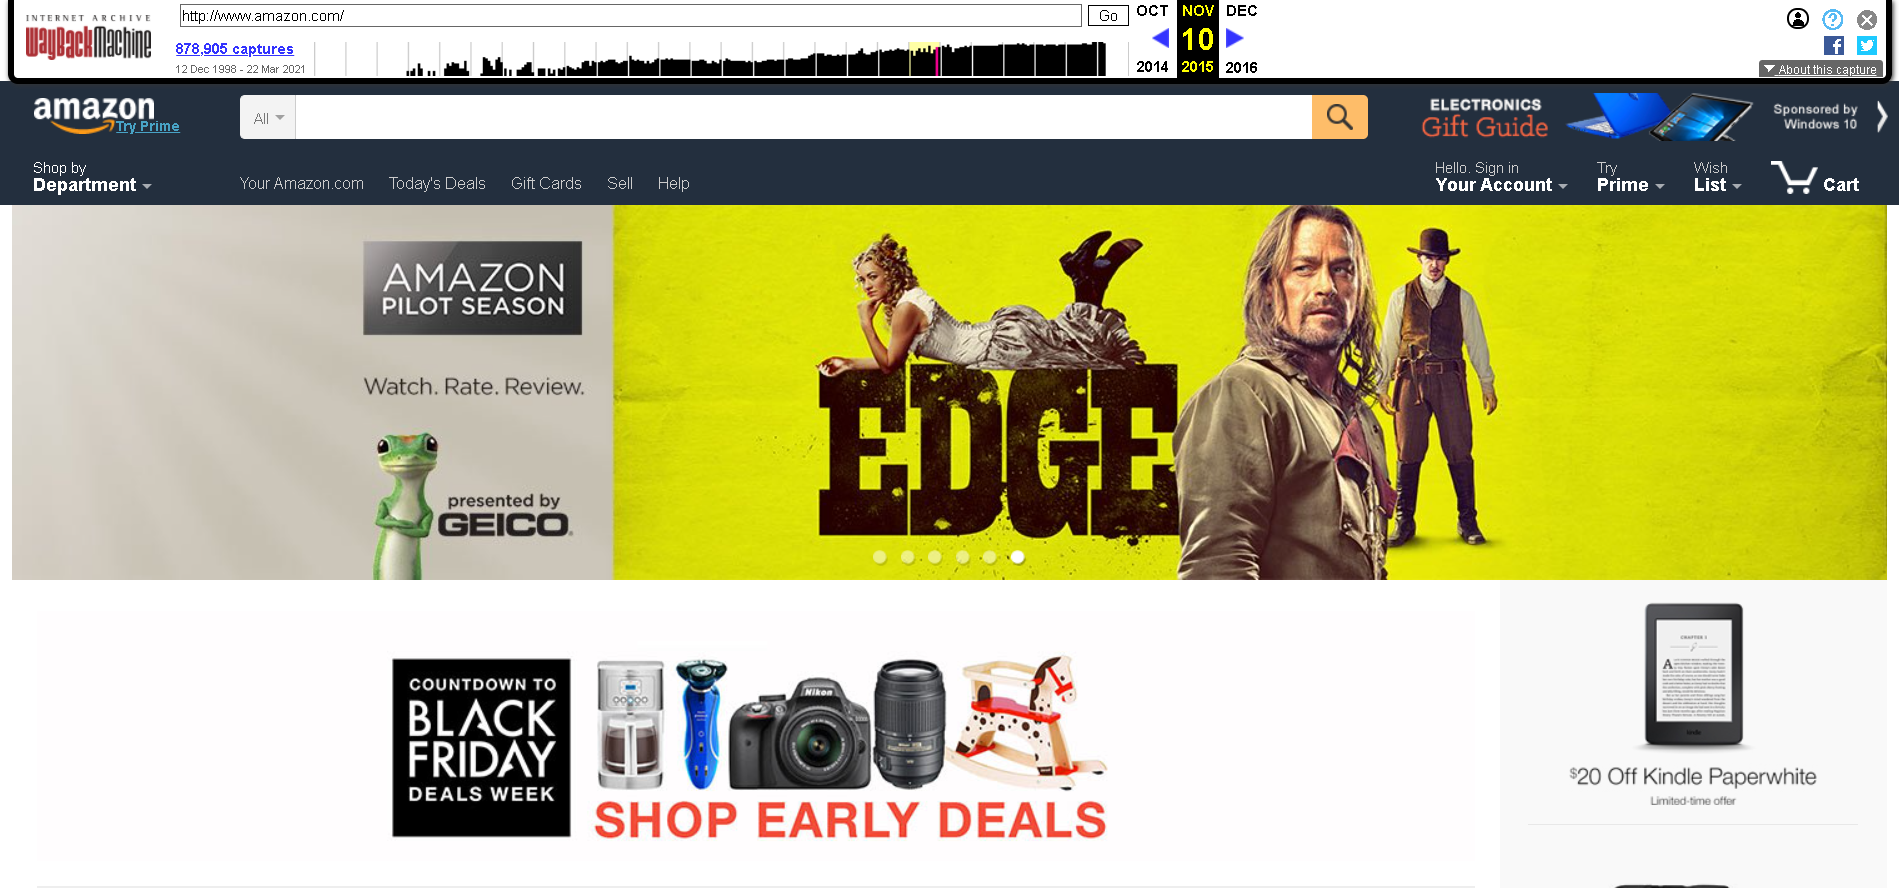 INTERNET ARCHIVE
WayBackMachine
http://www.amazon.com/
Go
OCT NOV DEC
10
2014 2015 2016
878,905 captures
12 Dec 1998 - 22 Mar 2021
About this capture
amazon
Try Prime
All
ELECTRONICS
Gift Guide
Sponsored by
Windows 10
Shop by
Department
Your Amazon.com Today's Deals Gift Cards Sell Help
Hello. Sign in
Your Account
Try
Prime
Wish
List
Cart
AMAZON
PILOT SEASON
Watch. Rate. Review.
presented by
GEICO
EDGE
COUNTDOWN TO
BLACK
FRIDAY
DEALS WEEK
Nikon
SHOP EARLY DEALS
CHAPTER 1
kindle
$20 Off Kindle Paperwhite
Limited-time offer